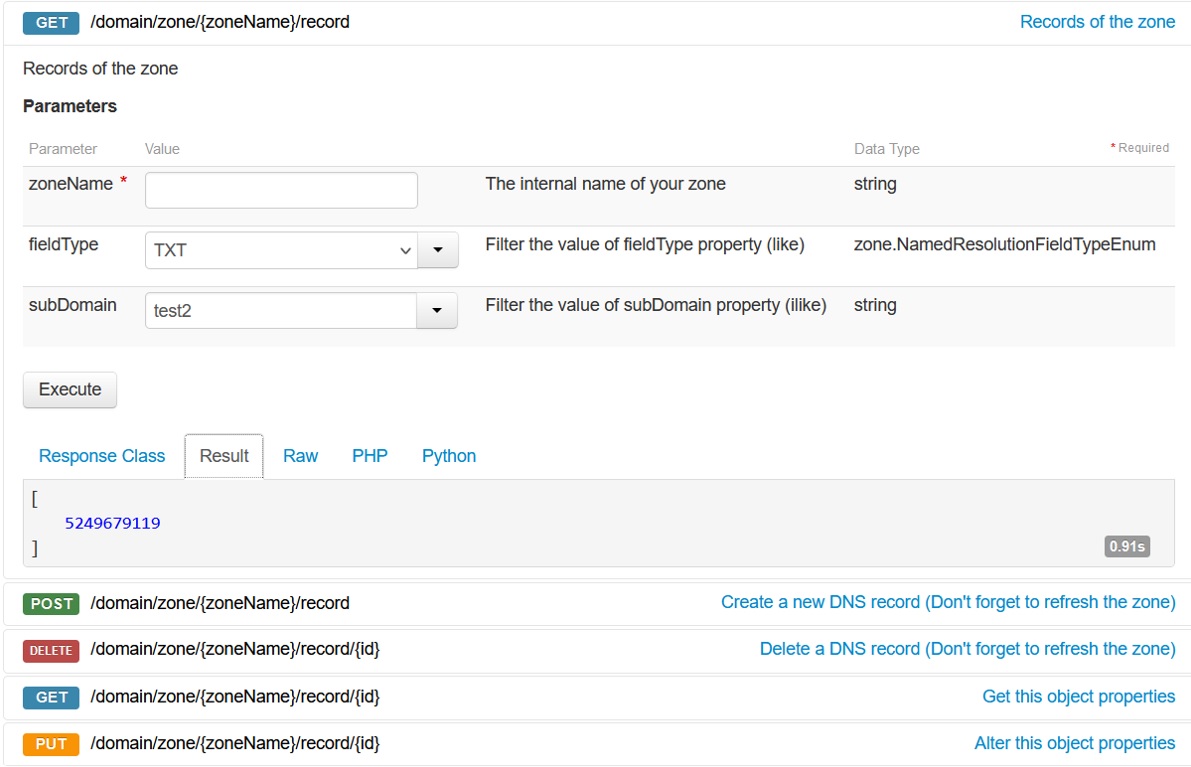 GET /domain/zone/{zoneName}/record Records of the zone
Records of the zone
Parameters
Parameter Value Data Type * Required
zoneName * The internal name of your zone string
fieldType TXT Filter the value of fieldType property (like) zone.NamedResolutionFieldTypeEnum
subDomain test2 Filter the value of subDomain property (ilike) string
Execute
Response Class Result Raw PHP Python
[
5249679119
]
0.91s
POST /domain/zone/{zoneName}/record Create a new DNS record (Don't forget to refresh the zone)
DELETE /domain/zone/{zoneName}/record/{id} Delete a DNS record (Don't forget to refresh the zone)
GET /domain/zone/{zoneName}/record/{id} Get this object properties
PUT /domain/zone/{zoneName}/record/{id} Alter this object properties